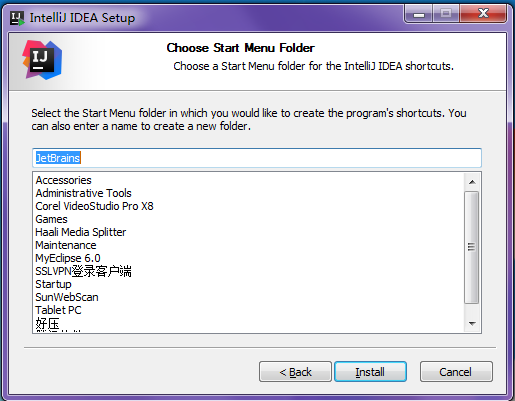 IntelliJ IDEA Setup
IJ
Choose Start Menu Folder
Choose a Start Menu folder for the IntelliJ IDEA shortcuts.
Select the Start Menu folder in which you would like to create the program's shortcuts. You
can also enter a name to create a new folder.
JetBrains
Accessories
Administrative Tools
Corel VideoStudio Pro X8
Games
Haali Media Splitter
Maintenance
MyEclipse 6.0
SSLVPN登录客户端
Startup
SunWebScan
Tablet PC
好压
< Back
Install
Cancel